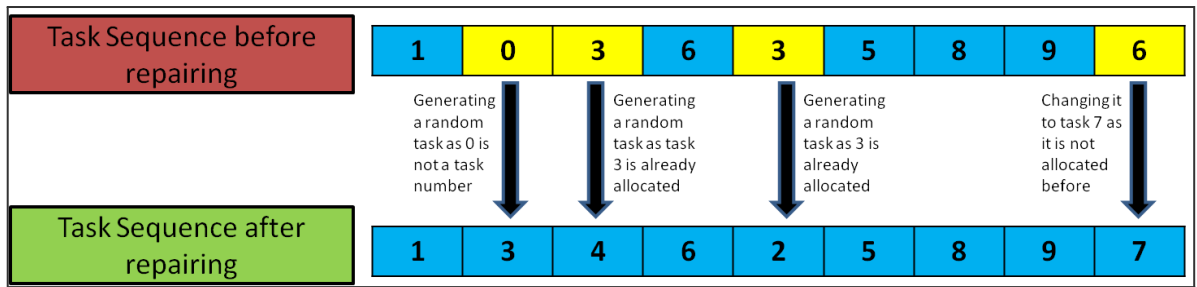 Task Sequence before
repairing
1 0 3 6 3 5 8 9 6
Generating
a random
task as 0 is
not a task
number
Generating
a random
task as task
3 is already
allocated
Generating
a random
task as 3 is
already
allocated
Changing it
to task 7 as
it is not
allocated
before
Task Sequence after
repairing
1 3 4 6 2 5 8 9 7